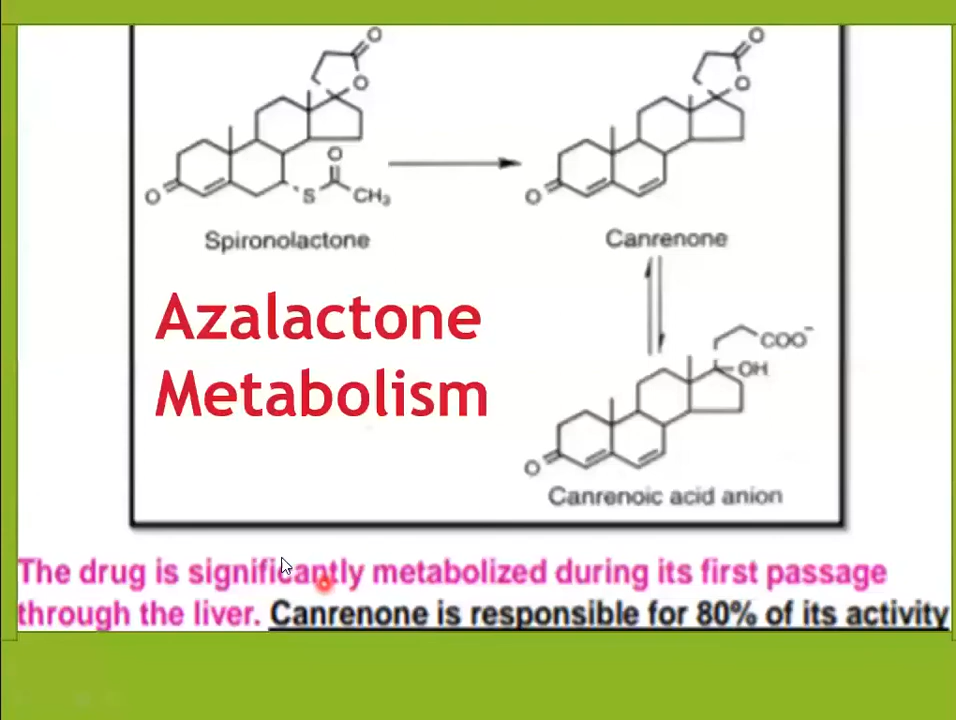 O
O
O
O
O
S CH3
O
O
Spironolactone
Canrenone
Azalactone
Metabolism
COO-
OH
O
Canrenoic acid anion
The drug is significantly metabolized during its first passage
through the liver. Canrenone is responsible for 80% of its activity